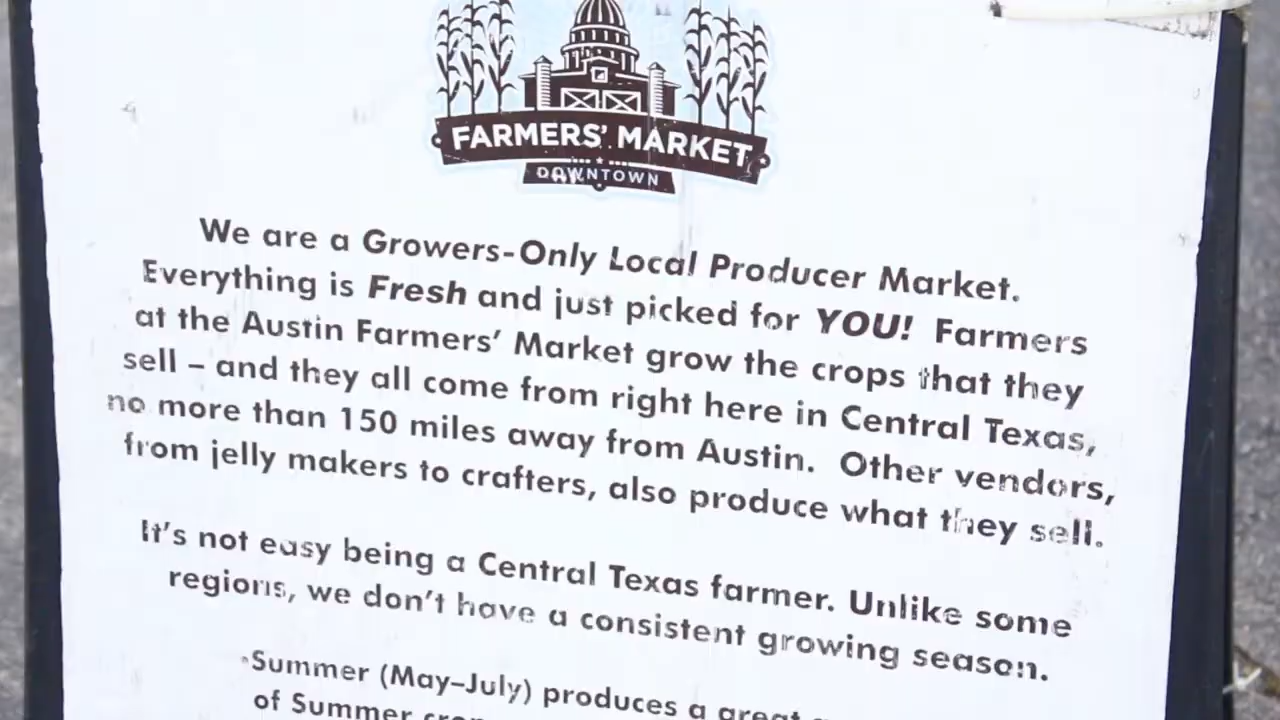 FARMERS' MARKET
DOWNTOWN
We are a Growers-Only Local Producer Market.
Everything is Fresh and just picked for YOU! Farmers
at the Austin Farmers' Market grow the crops that they
sell – and they all come from right here in Central Texas,
no more than 150 miles away from Austin. Other vendors,
from jelly makers to crafters, also produce what they sell.
It's not easy being a Central Texas farmer. Unlike some
regions, we don't have a consistent growing season.
•Summer (May–July) produces a great
of Summer